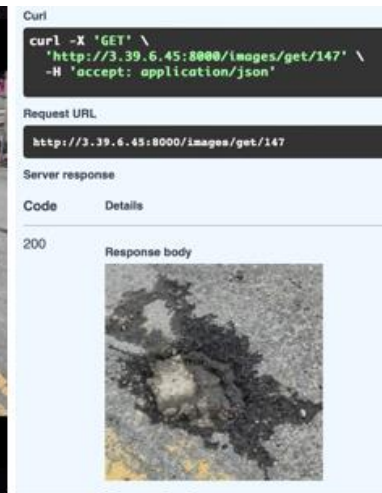 Curl
curl -X 'GET' \
'http://3.39.6.45:8000/images/get/147' \
-H 'accept: application/json'
Request URL
http://3.39.6.45:8000/images/get/147
Server response
Code Details
200
Response body